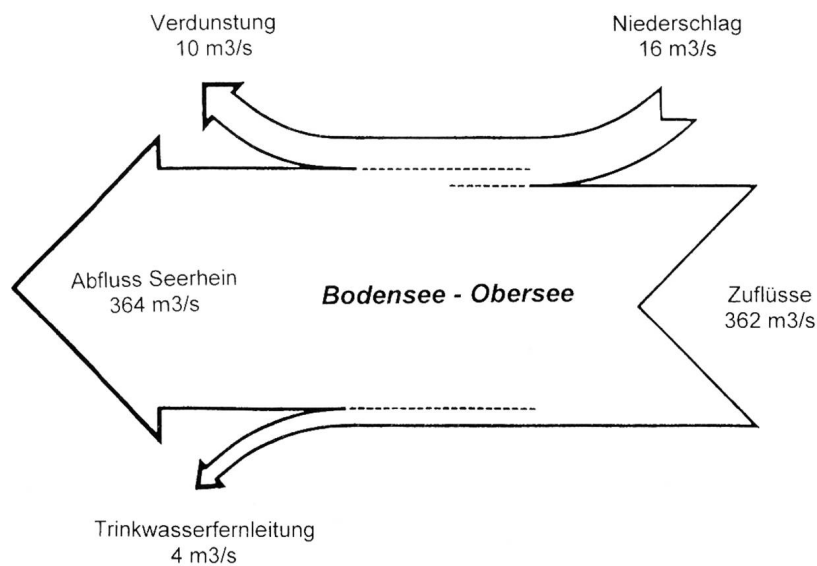 Verdunstung
10 m3/s
Niederschlag
16 m3/s
Abfluss Seerhein
364 m3/s
Bodensee - Obersee
Zuflüsse
362 m3/s
Trinkwasserfernleitung
4 m3/s